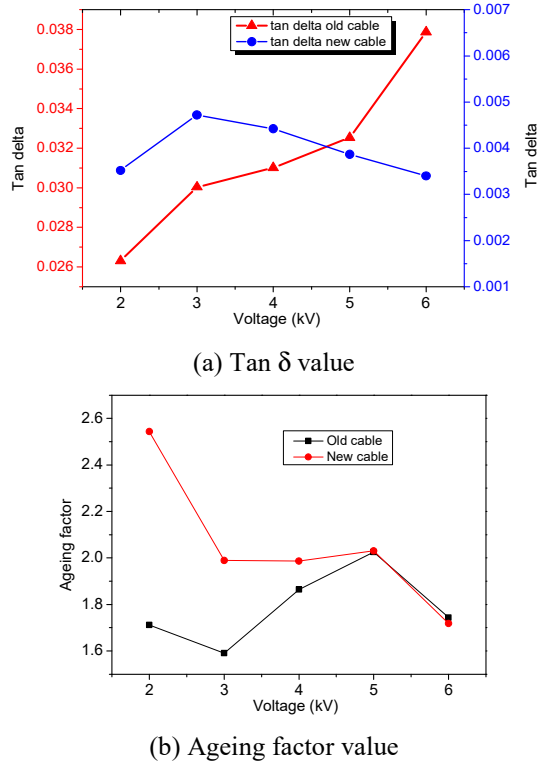 tan delta old cable
tan delta new cable
0.038
0.036
0.034
0.032
0.030
0.028
0.026
Tan delta
0.007
0.006
0.005
0.004
0.003
0.002
0.001
Tan delta
2 3 4 5 6
Voltage (kV)
(a) Tan δ value
Old cable
New cable
2.6
2.4
2.2
2.0
1.8
1.6
Ageing factor
2 3 4 5 6
Voltage (kV)
(b) Ageing factor value